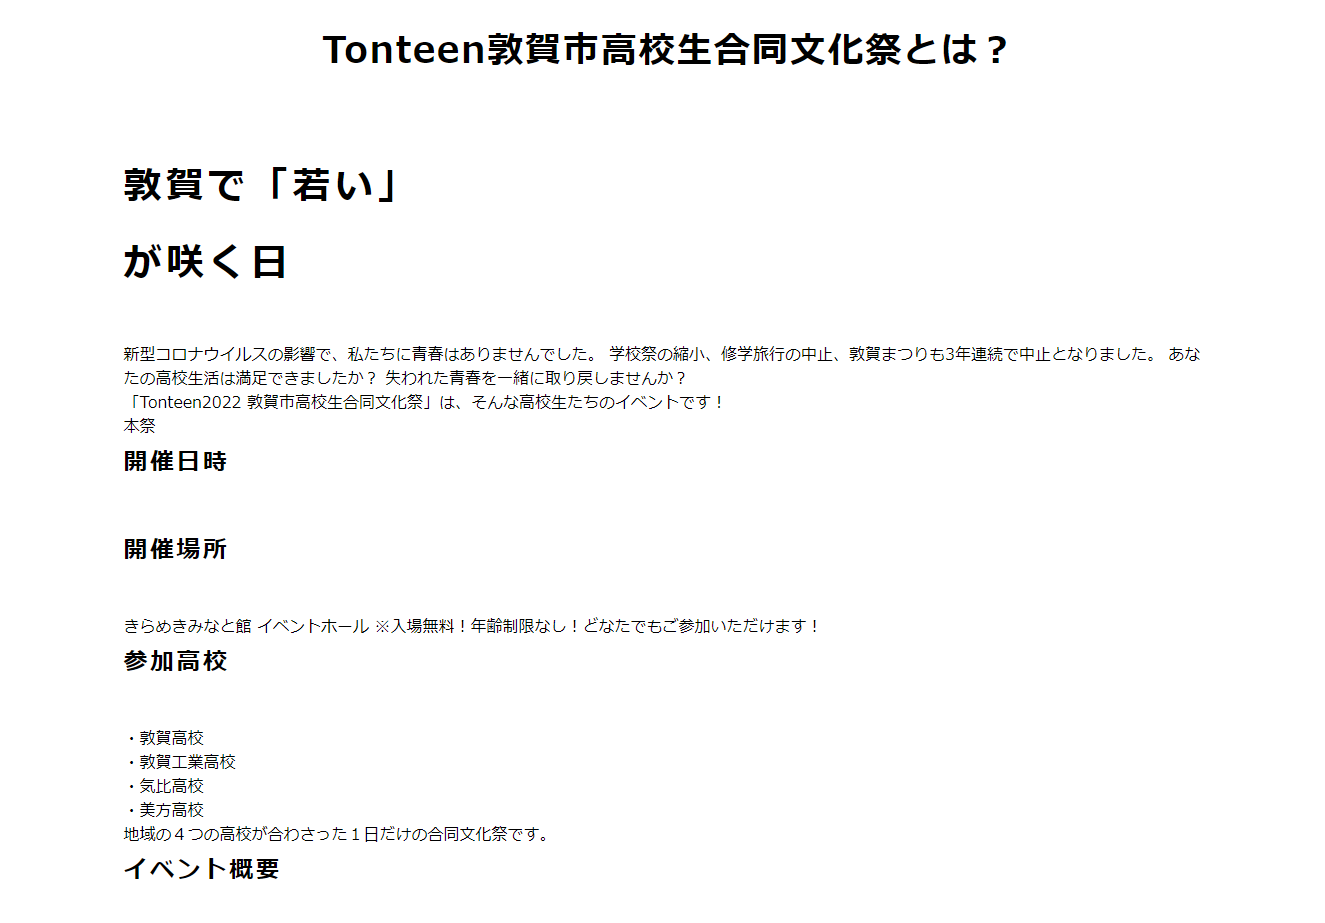 Tonteen敦賀市高校生合同文化祭とは？
敦賀で「若い」
が咲く日
新型コロナウイルスの影響で、私たちに青春はありませんでした。 学校祭の縮小、修学旅行の中止、敦賀まつりも3年連続で中止となりました。 あな
たの高校生活は満足できましたか？ 失われた青春を一緒に取り戻しませんか？
「Tonteen2022 敦賀市高校生合同文化祭」は、そんな高校生たちのイベントです！
本祭
開催日時
開催場所
きらめきみなと館 イベントホール ※入場無料！年齢制限なし！どなたでもご参加いただけます！
参加高校
・敦賀高校
・敦賀工業高校
・気比高校
・美方高校
地域の４つの高校が合わさった１日だけの合同文化祭です。
イベント概要